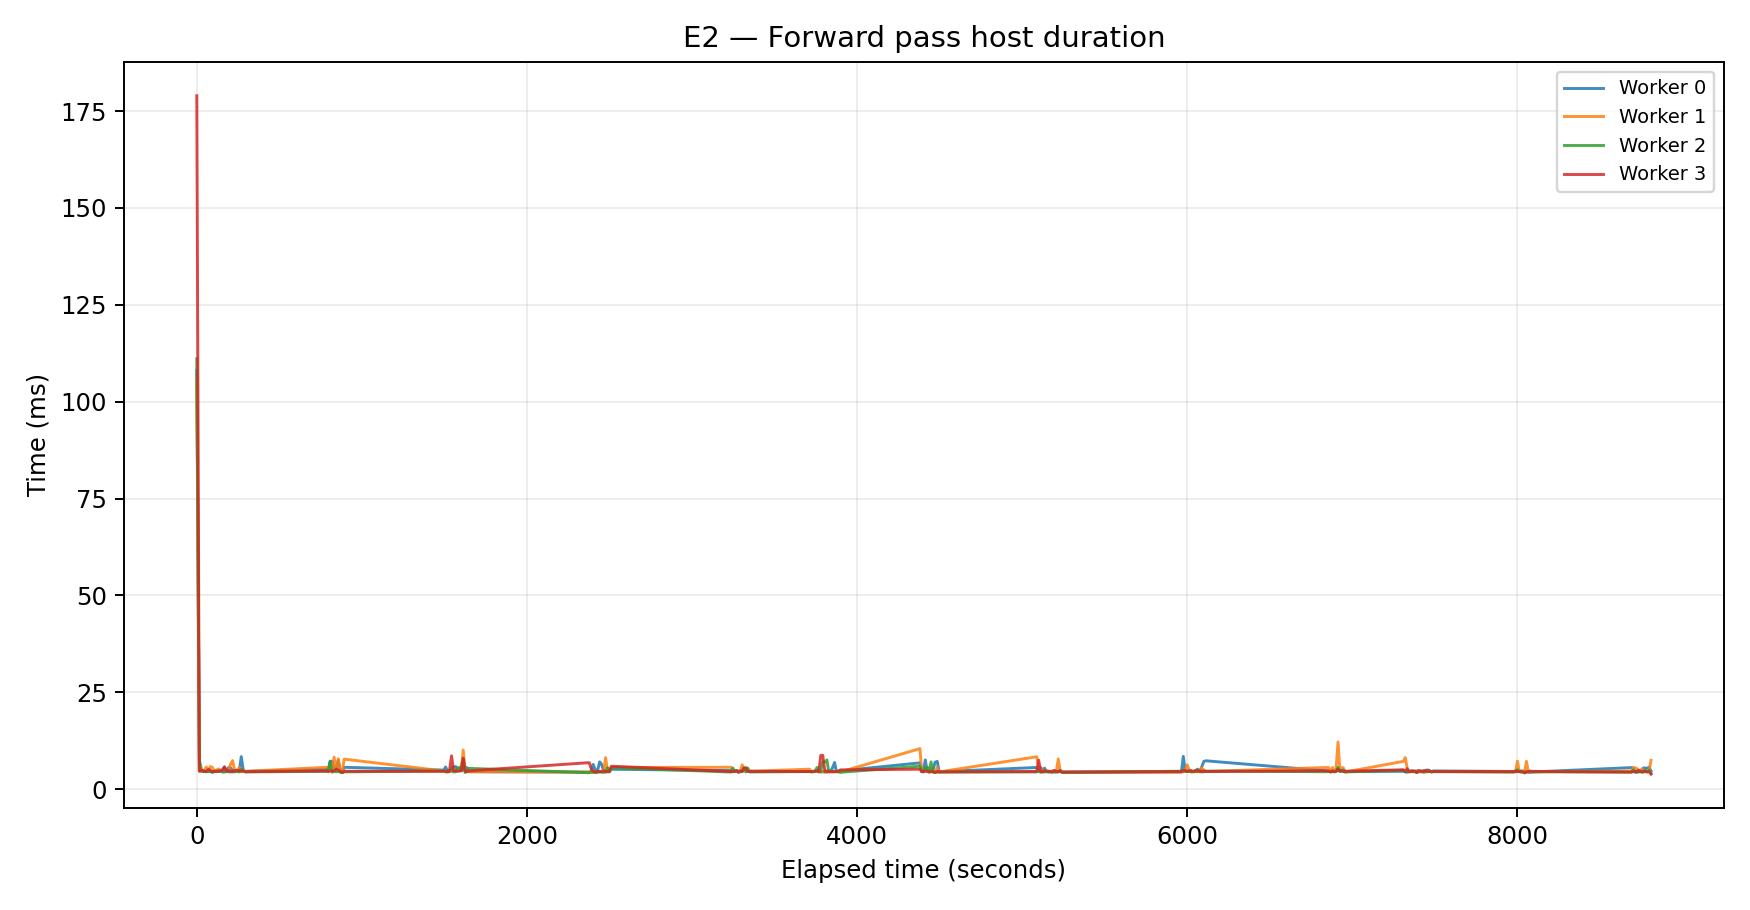 E2 — Forward pass host duration
Worker 0
Worker 1
Worker 2
Worker 3
175
150
125
100
75
50
25
0
Time (ms)
0 2000 4000 6000 8000
Elapsed time (seconds)